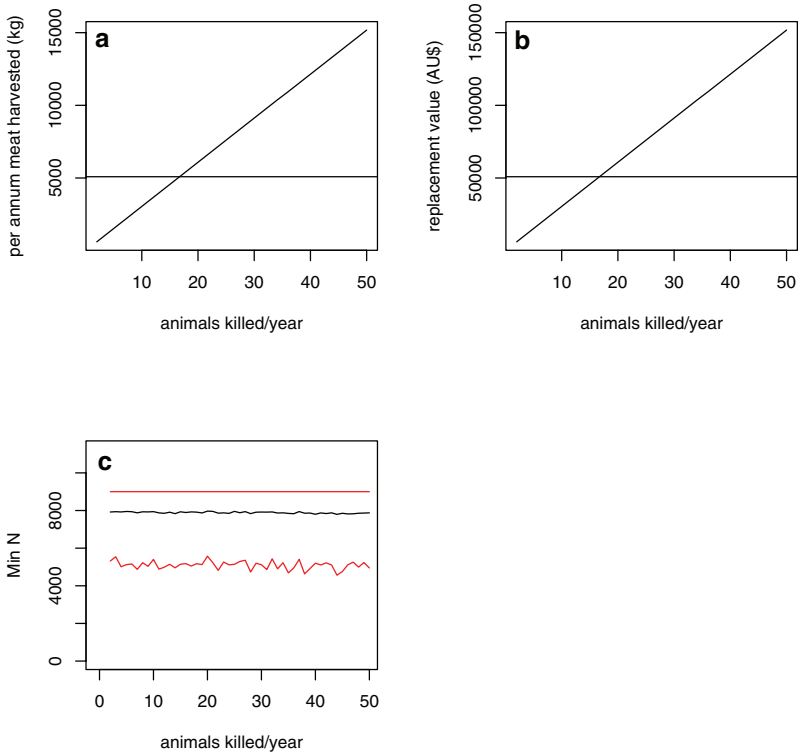 a
per annum meat harvested (kg)
5000 10000 15000
10 20 30 40 50
animals killed/year
b
replacement value (AU$)
50000 100000 150000
10 20 30 40 50
animals killed/year
c
Min N
0 4000 8000
0 10 20 30 40 50
animals killed/year